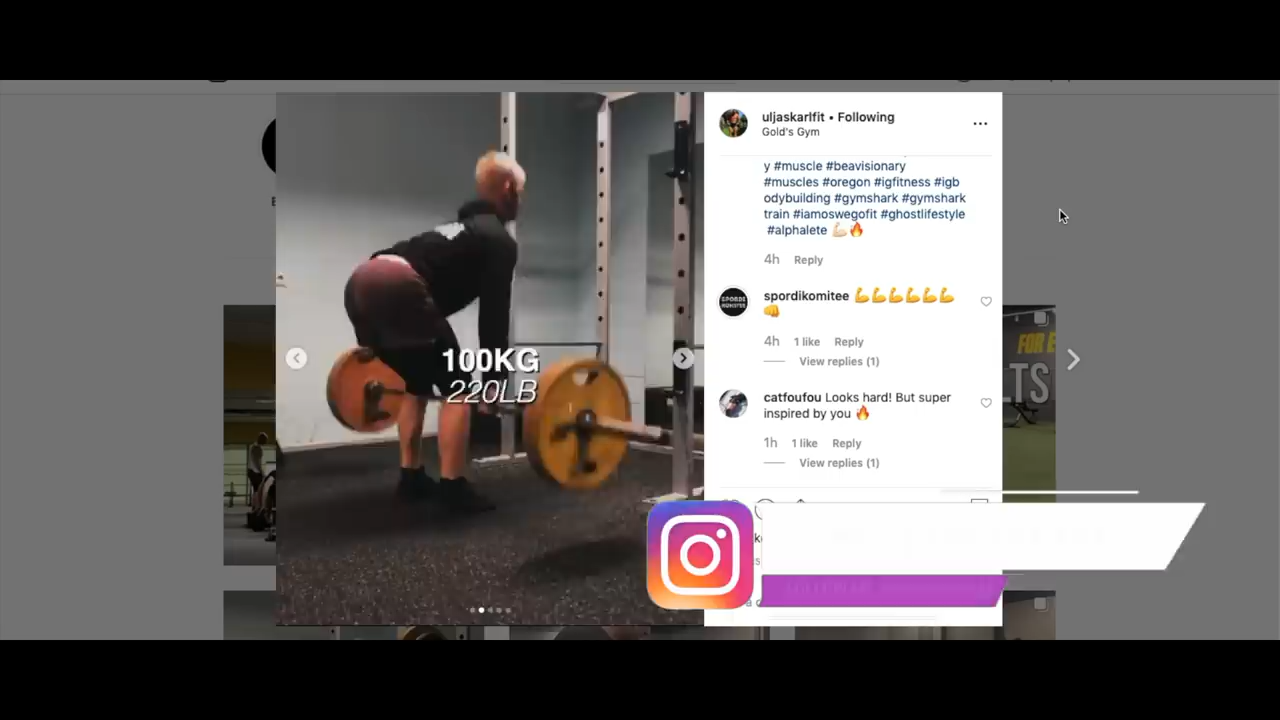 uljaskarlfit • Following
Gold's Gym
y #muscle #beavisionary
#muscles #oregon #igfitness #igb
odybuilding #gymshark #gymshark
train #iamoswegofit #ghostlifestyle
#alphalete 💪🏻🔥
4h Reply
spordikomitee 💪💪💪💪💪💪
👊
4h 1 like Reply
View replies (1)
catfoufou Looks hard! But super
inspired by you 🔥
1h 1 like Reply
View replies (1)
100KG
220LB
FOR E
LTS